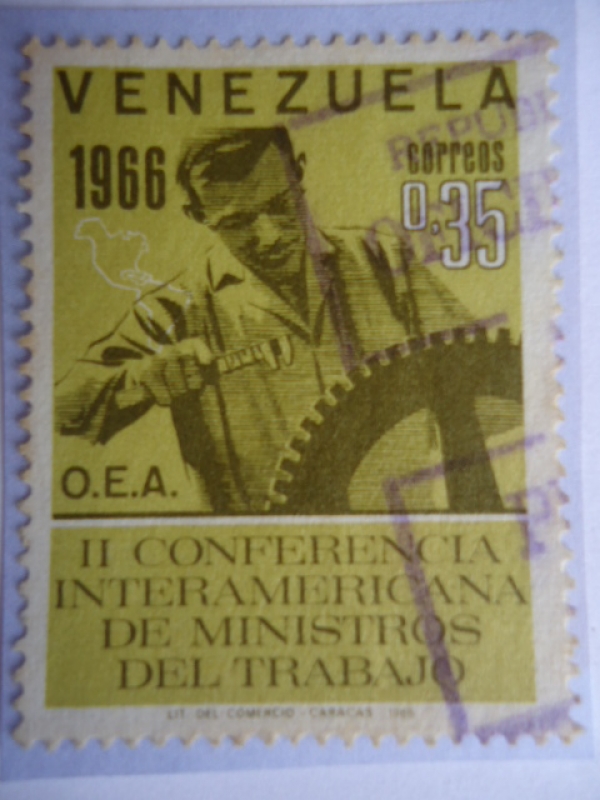 VENEZUELA
1966
correos
0.35
O.E.A.
II CONFERENCIA
INTERAMERICANA
DE MINISTROS
DEL TRABAJO
LIT. DEL COMERCIO - CARACAS